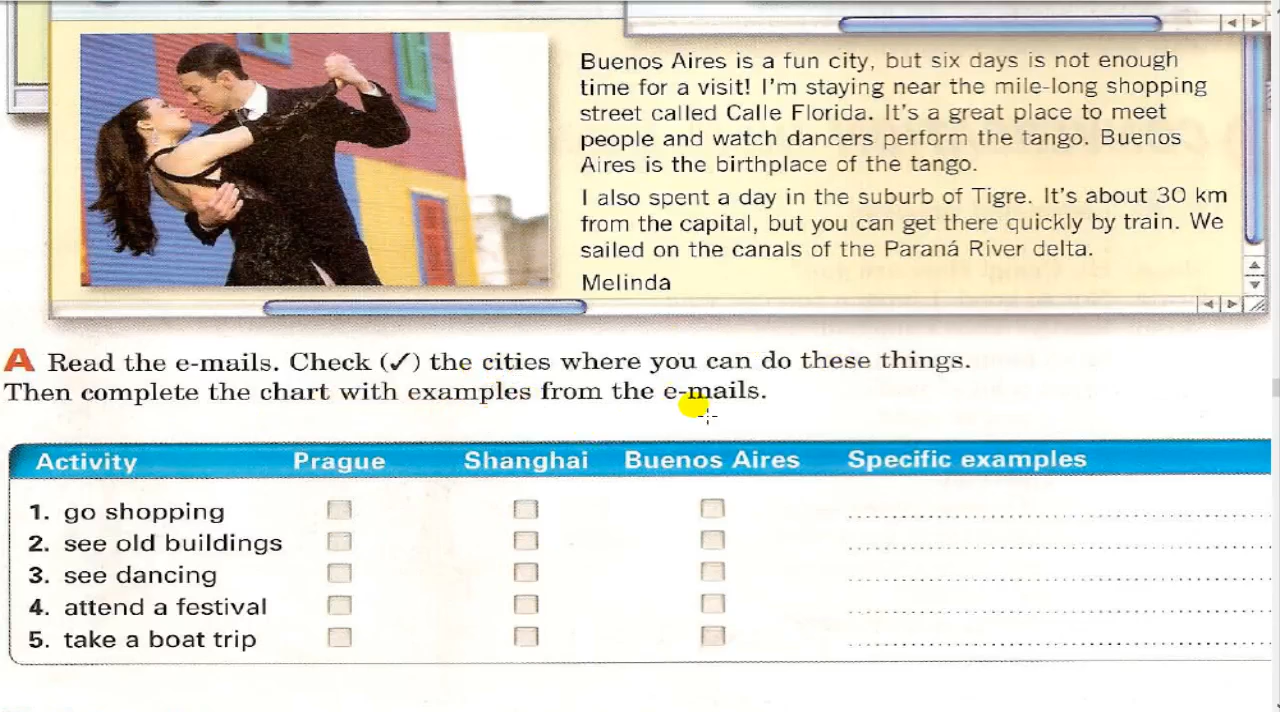 Buenos Aires is a fun city, but six days is not enough
time for a visit! I'm staying near the mile-long shopping
street called Calle Florida. It's a great place to meet
people and watch dancers perform the tango. Buenos
Aires is the birthplace of the tango.
I also spent a day in the suburb of Tigre. It's about 30 km
from the capital, but you can get there quickly by train. We
sailed on the canals of the Paraná River delta.
Melinda
A Read the e-mails. Check (✓) the cities where you can do these things.
Then complete the chart with examples from the e-mails.
Activity Prague Shanghai Buenos Aires Specific examples
1. go shopping
2. see old buildings
3. see dancing
4. attend a festival
5. take a boat trip